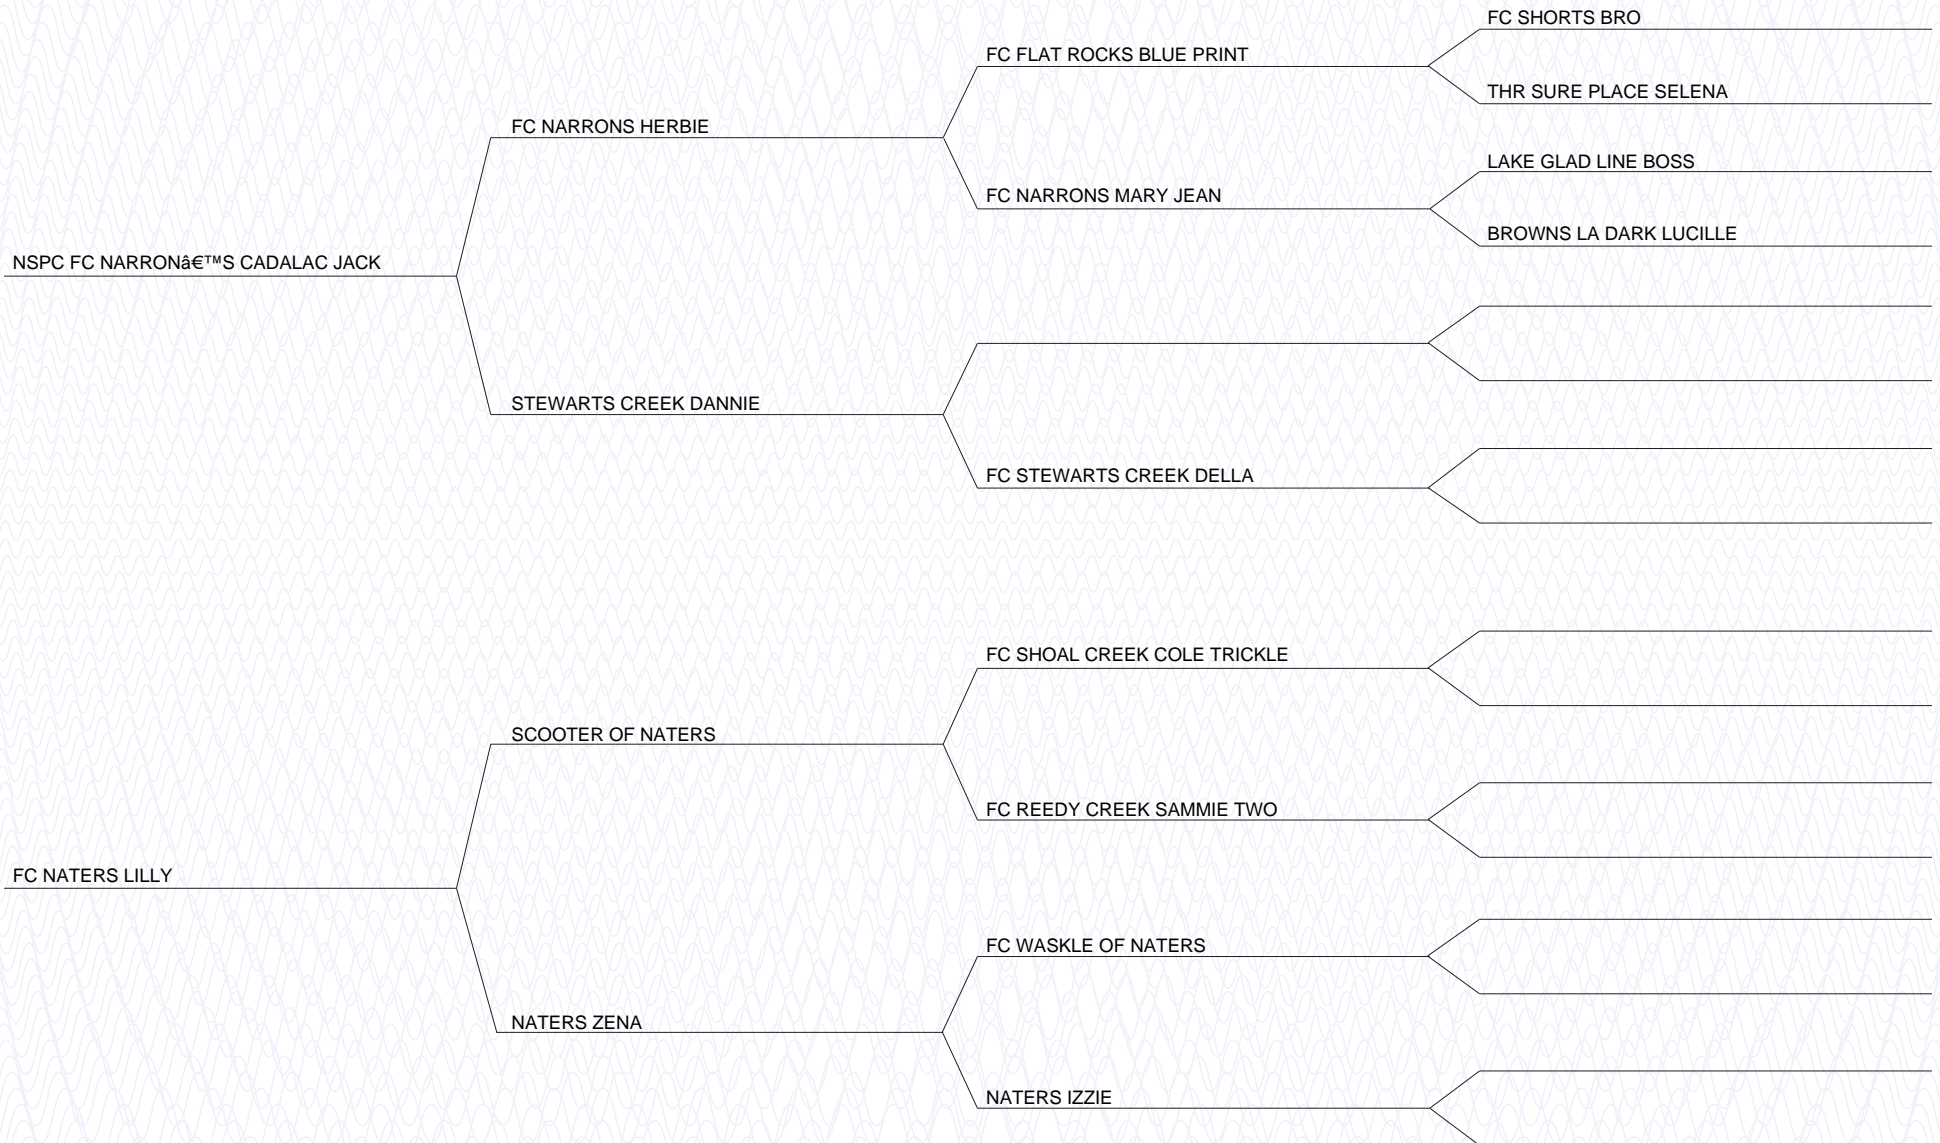 FC SHORTS BRO
FC FLAT ROCKS BLUE PRINT
THR SURE PLACE SELENA
FC NARRONS HERBIE
LAKE GLAD LINE BOSS
FC NARRONS MARY JEAN
BROWNS LA DARK LUCILLE
NSPC FC NARRONâ€™S CADALAC JACK
STEWARTS CREEK DANNIE
FC STEWARTS CREEK DELLA
FC SHOAL CREEK COLE TRICKLE
SCOOTER OF NATERS
FC REEDY CREEK SAMMIE TWO
FC NATERS LILLY
FC WASKLE OF NATERS
NATERS ZENA
NATERS IZZIE